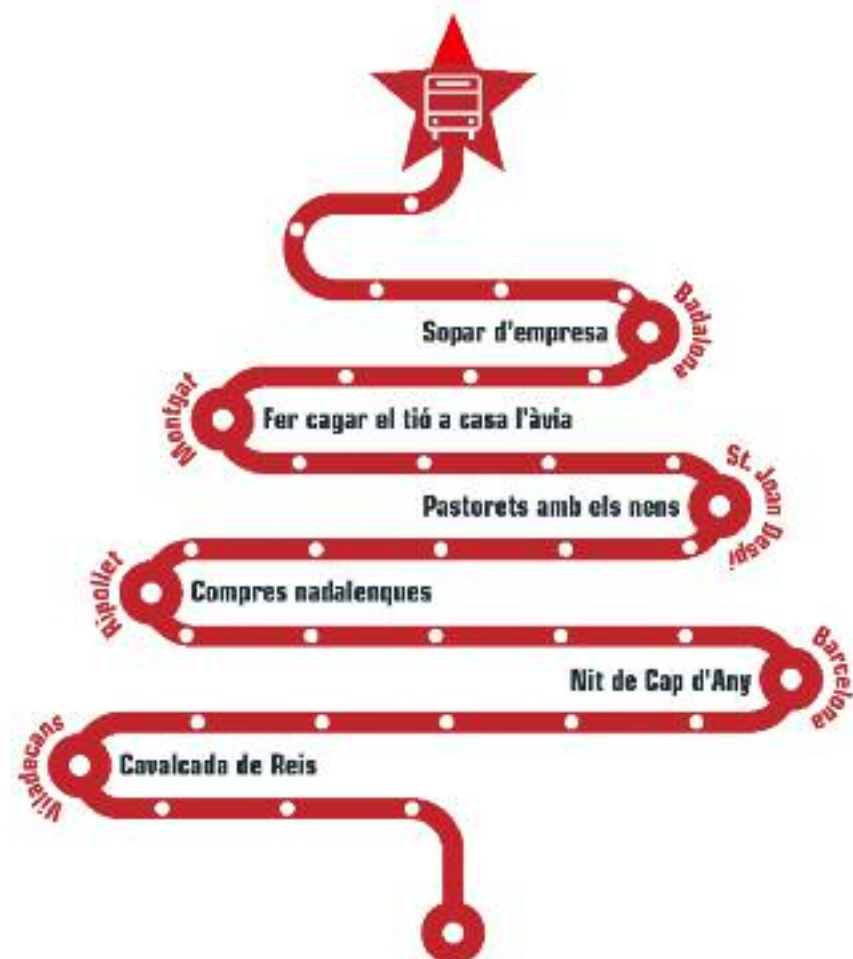 Badalona
Sopar d'empresa
Montgat
Fer cagar el tió a casa l'àvia
St. Joan Despí
Pastorets amb els nens
Ripollet
Compres nadalenques
Barcelona
Nit de Cap d'Any
Viladecans
Cavalcada de Reis